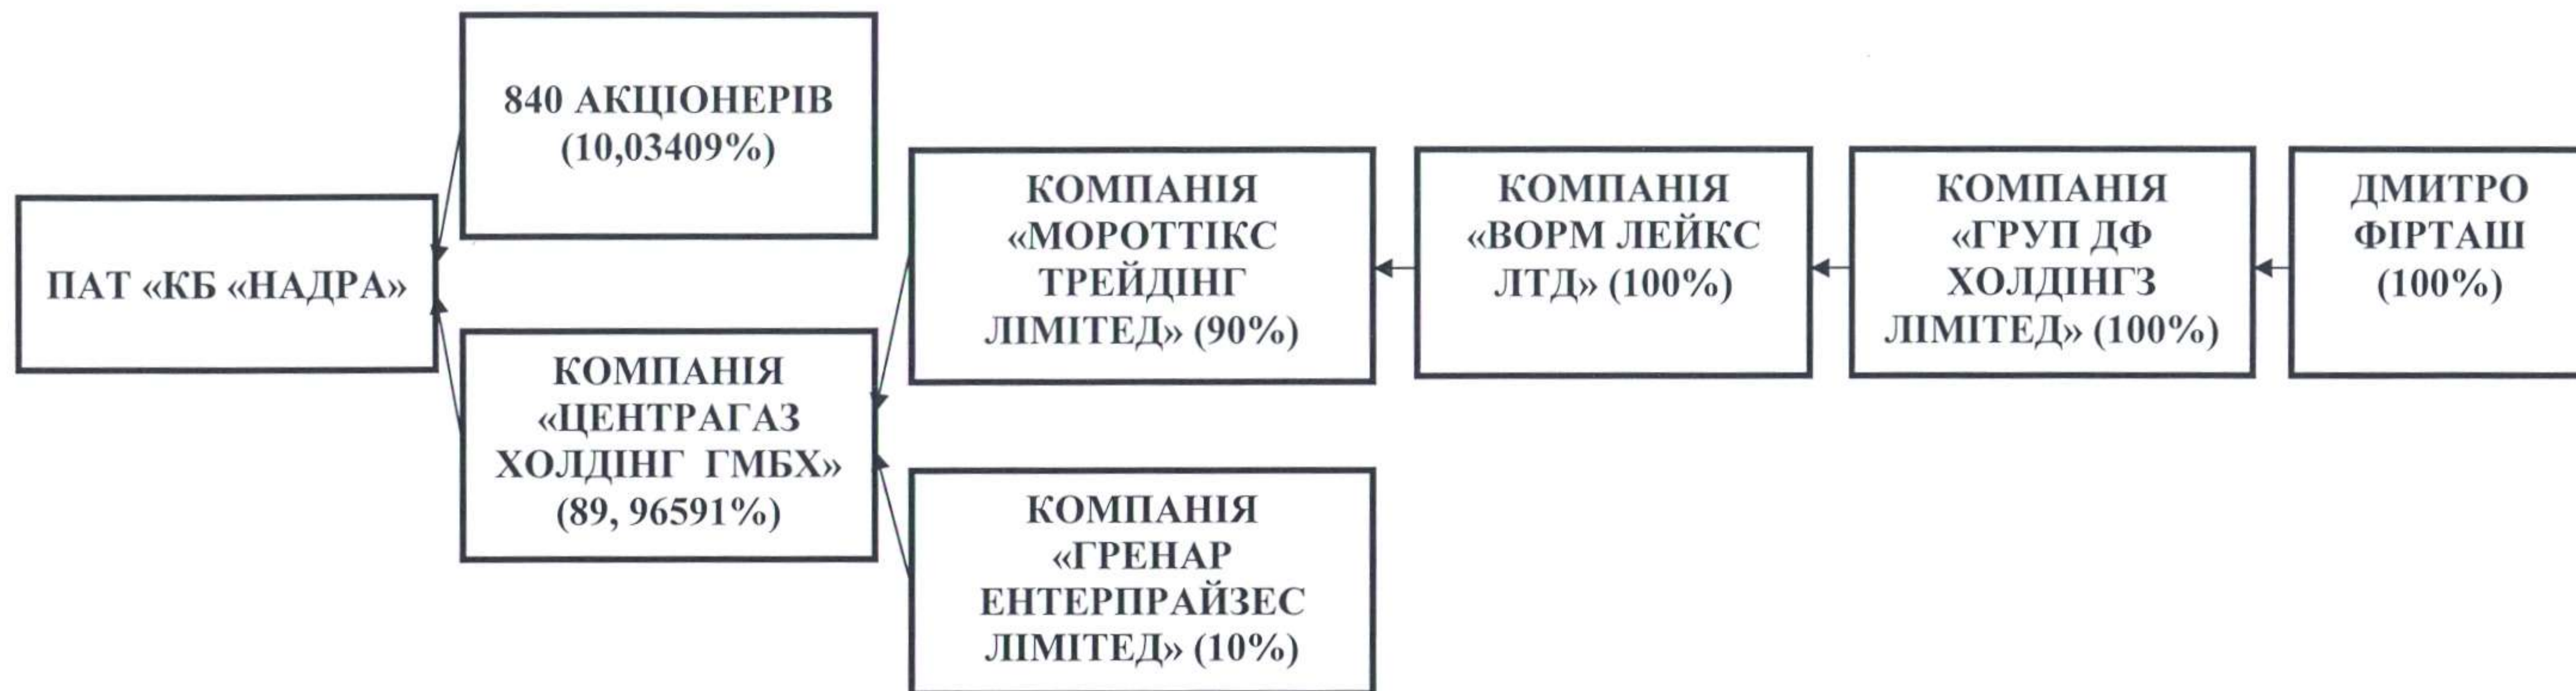 840 АКЦІОНЕРІВ
(10,03409%)
ПАТ «КБ «НАДРА»
КОМПАНІЯ
«ЦЕНТРАГАЗ
ХОЛДІНГ ГМБХ»
(89, 96591%)
КОМПАНІЯ
«МОРОТТІКС
ТРЕЙДІНГ
ЛІМІТЕД» (90%)
КОМПАНІЯ
«ГРЕНАР
ЕНТЕРПРАЙЗЕС
ЛІМІТЕД» (10%)
КОМПАНІЯ
«ВОРМ ЛЕЙКС
ЛТД» (100%)
КОМПАНІЯ
«ГРУП ДФ
ХОЛДІНГЗ
ЛІМІТЕД» (100%)
ДМИТРО
ФІРТАШ
(100%)